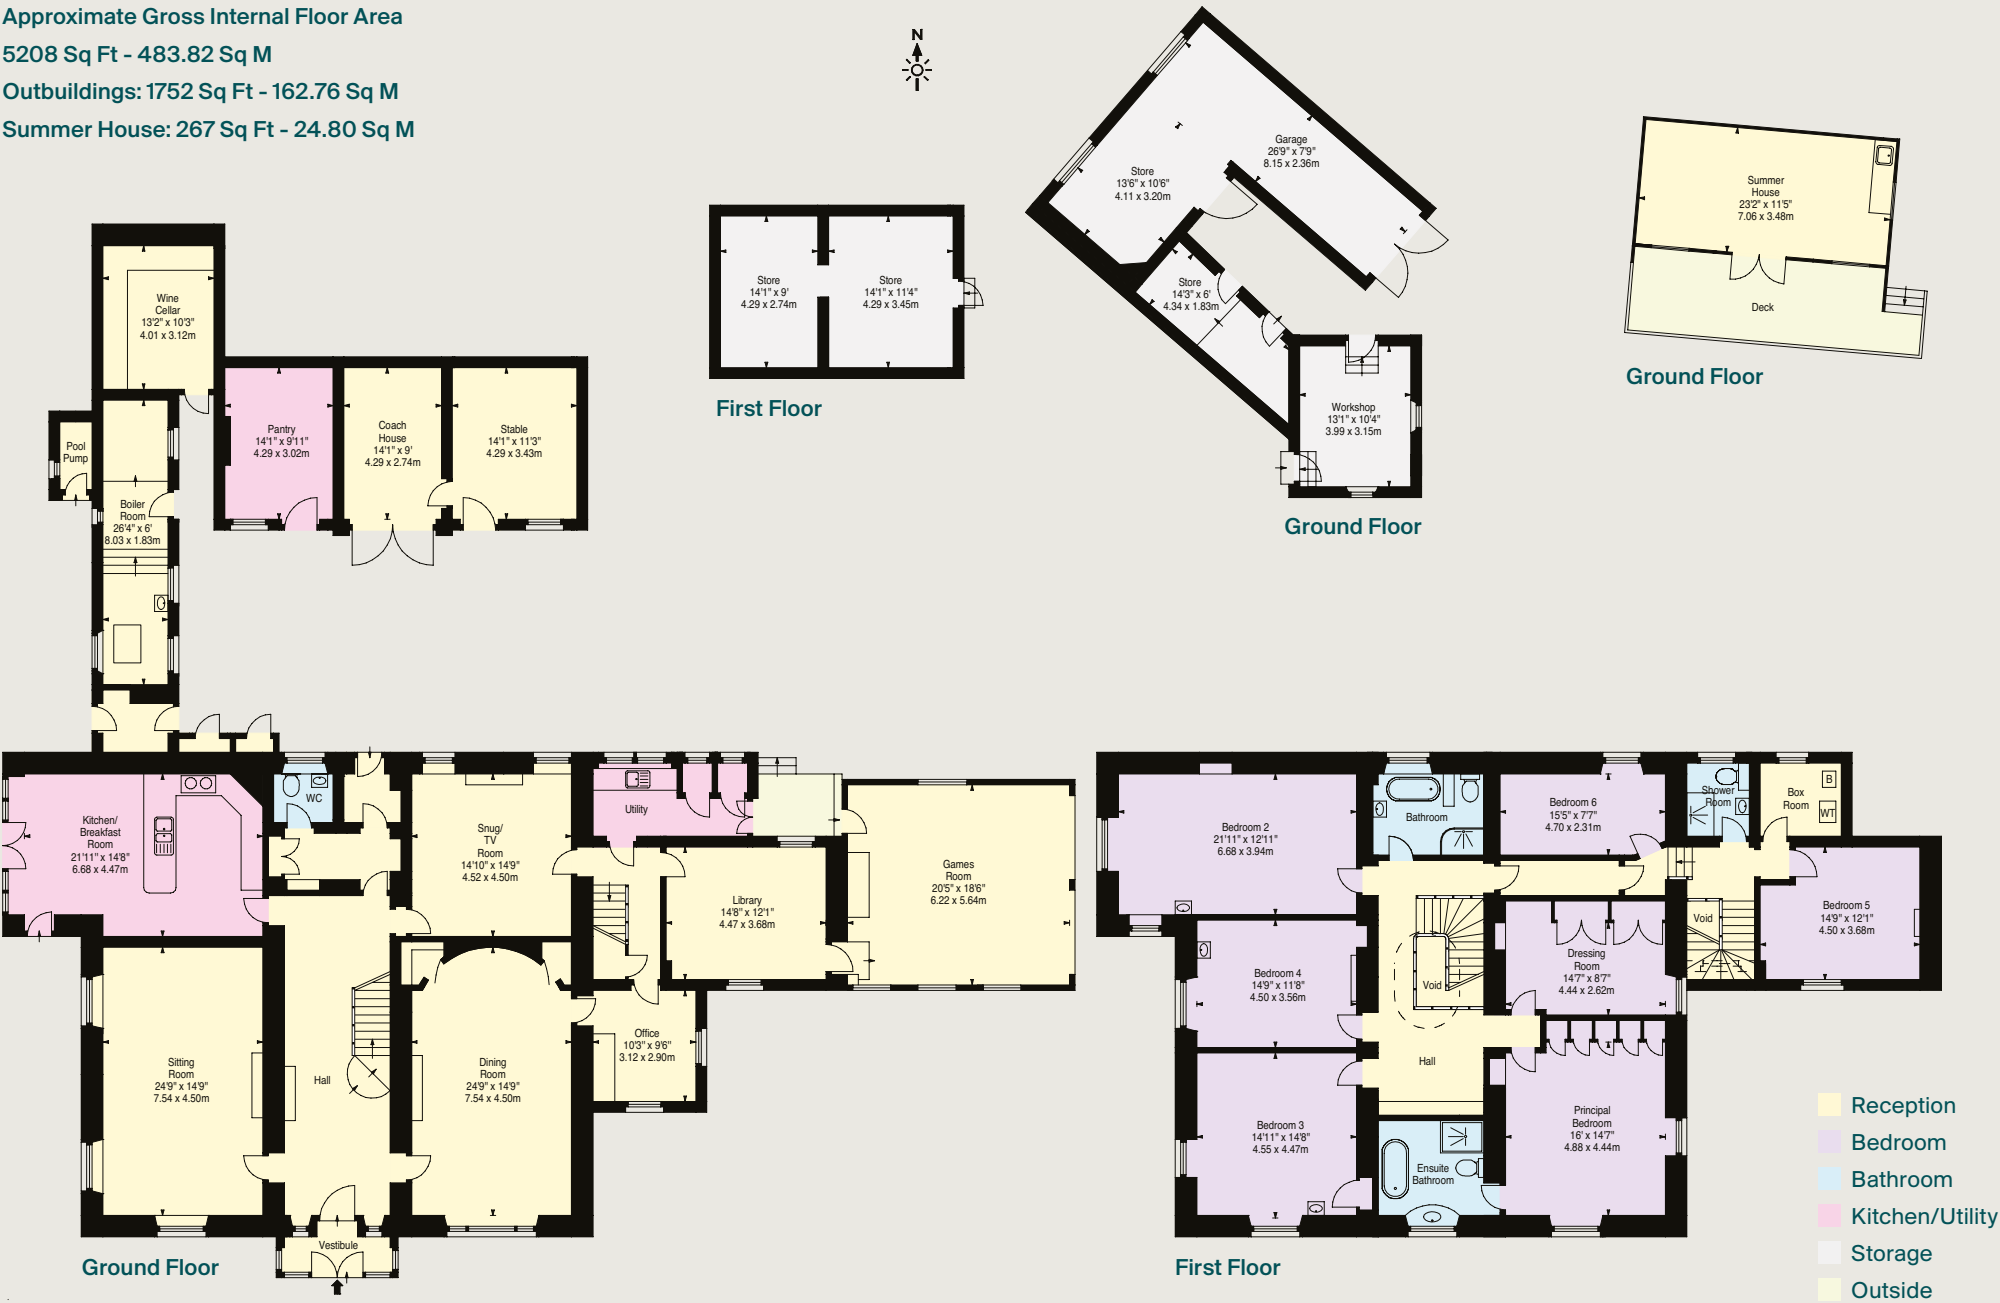 Approximate Gross Internal Floor Area
5208 Sq Ft - 483.82 Sq M
Outbuildings: 1752 Sq Ft - 162.76 Sq M
Summer House: 267 Sq Ft - 24.80 Sq M
N
Garage
26'9" x 7'9"
8.15 x 2.36m
Store
13'6" x 10'6"
4.11 x 3.20m
Store
14'3" x 6'
4.34 x 1.83m
Workshop
13'1" x 10'4"
3.99 x 3.15m
Ground Floor
Summer
House
23'2" x 11'5"
7.06 x 3.48m
Deck
Ground Floor
Store
14'1" x 9'
4.29 x 2.74m
Store
14'1" x 11'4"
4.29 x 3.45m
First Floor
Wine
Cellar
13'2" x 10'3"
4.01 x 3.12m
Pool
Pump
Boiler
Room
26'4" x 6'
8.03 x 1.83m
Pantry
14'1" x 9'11"
4.29 x 3.02m
Coach
House
14'1" x 9'
4.29 x 2.74m
Stable
14'1" x 11'3"
4.29 x 3.43m
Kitchen/
Breakfast
Room
21'11" x 14'8"
6.68 x 4.47m
WC
Snug/
TV
Room
14'10" x 14'9"
4.52 x 4.50m
Utility
Library
14'8" x 12'1"
4.47 x 3.68m
Games
Room
20'5" x 18'6"
6.22 x 5.64m
Office
10'3" x 9'6"
3.12 x 2.90m
Sitting
Room
24'9" x 14'9"
7.54 x 4.50m
Hall
Dining
Room
24'9" x 14'9"
7.54 x 4.50m
Vestibule
Ground Floor
Bedroom 2
21'11" x 12'11"
6.68 x 3.94m
Bathroom
Bedroom 6
15'5" x 7'7"
4.70 x 2.31m
Shower
Room
Box
Room
B
WT
Bedroom 5
14'9" x 12'1"
4.50 x 3.68m
Void
Bedroom 4
14'9" x 11'8"
4.50 x 3.56m
Void
Dressing
Room
14'7" x 8'7"
4.44 x 2.62m
Hall
Bedroom 3
14'11" x 14'8"
4.55 x 4.47m
Ensuite
Bathroom
Principal
Bedroom
16' x 14'7"
4.88 x 4.44m
First Floor
Reception
Bedroom
Bathroom
Kitchen/Utility
Storage
Outside